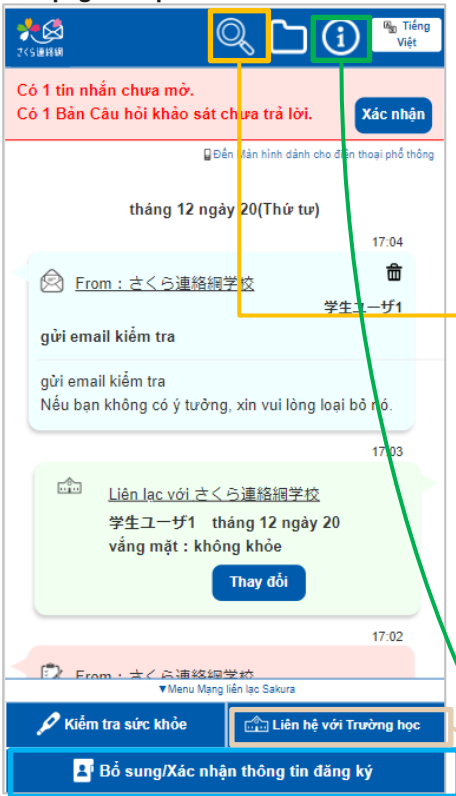 さくら連絡網
Tiếng
Việt
Có 1 tin nhắn chưa mở.
Có 1 Bản Câu hỏi khảo sát chưa trả lời.
Xác nhận
Đến Màn hình dành cho điện thoại phổ thông
tháng 12 ngày 20(Thứ tư)
17:04
From：さくら連絡網学校
学生ユーザ1
gửi email kiểm tra
gửi email kiểm tra
Nếu bạn không có ý tưởng, xin vui lòng loại bỏ nó.
17:03
Liên lạc với さくら連絡網学校
学生ユーザ1 tháng 12 ngày 20
vắng mặt : không khỏe
Thay đổi
17:02
From：さくら連絡網学校
▼Menu Mạng liên lạc Sakura
Kiểm tra sức khỏe
Liên hệ với Trường học
Bổ sung/Xác nhận thông tin đăng ký